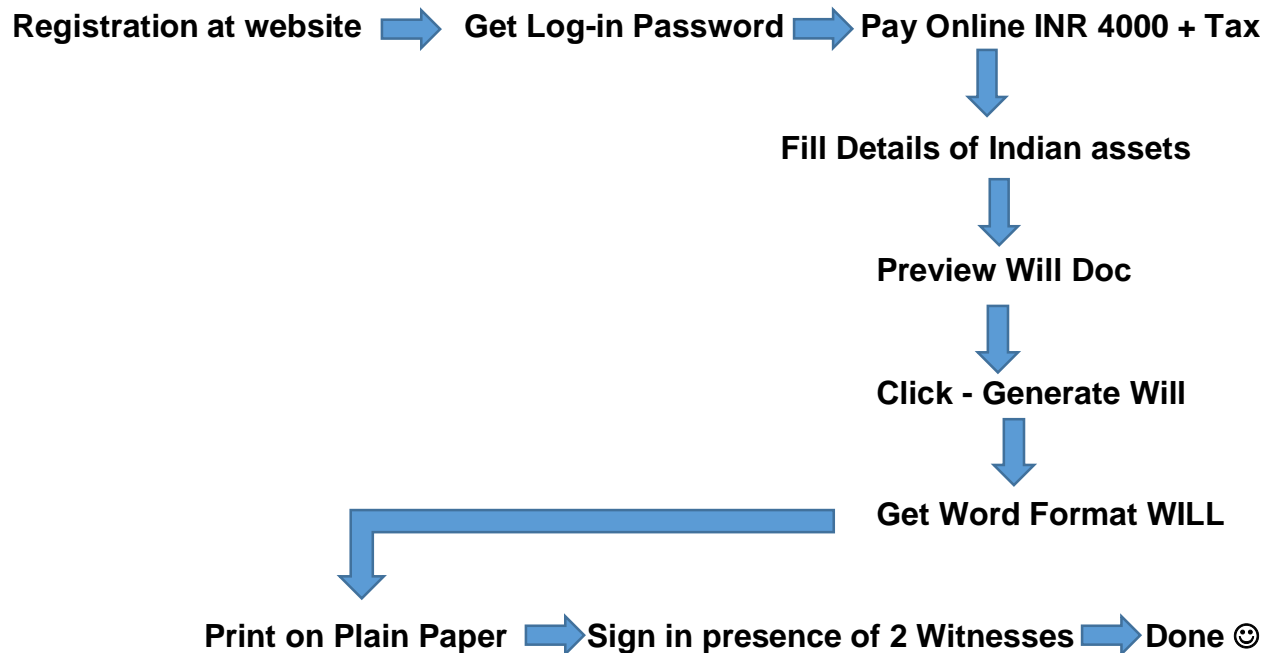 Registration at website Get Log-in Password Pay Online INR 4000 + Tax
Fill Details of Indian assets
Preview Will Doc
Click - Generate Will
Get Word Format WILL
Print on Plain Paper Sign in presence of 2 Witnesses Done ☺